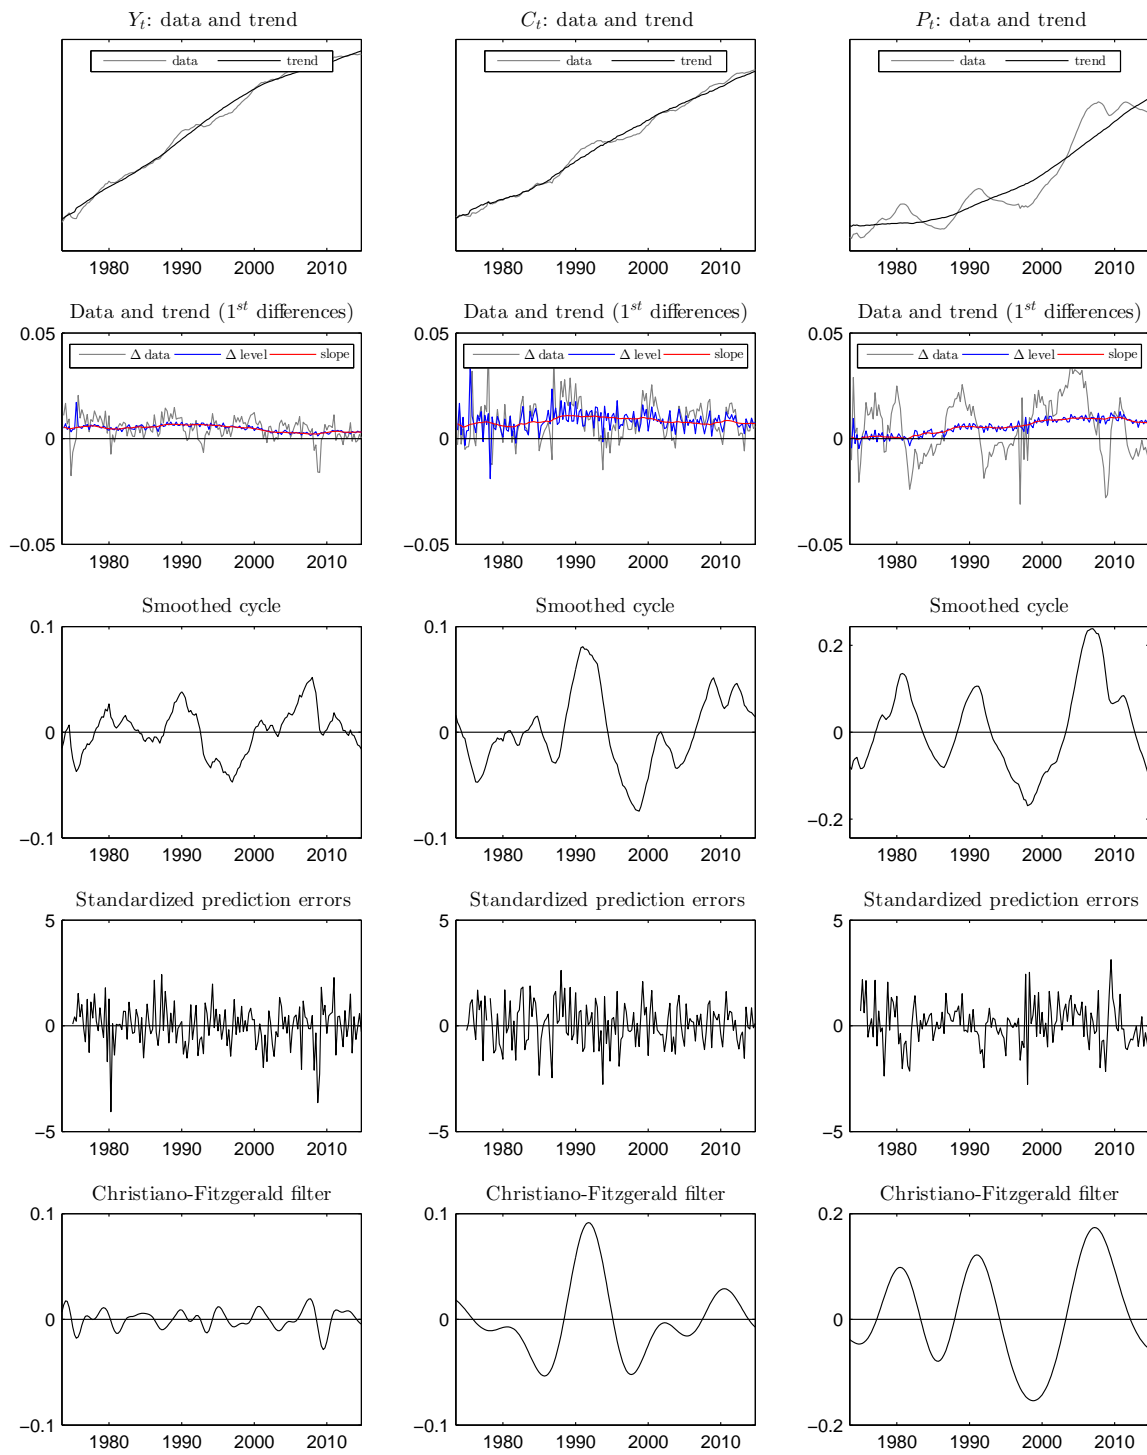 Y_t: data and trend
C_t: data and trend
P_t: data and trend
data trend
data trend
data trend
1980 1990 2000 2010
1980 1990 2000 2010
1980 1990 2000 2010
Data and trend (1^st differences)
Data and trend (1^st differences)
Data and trend (1^st differences)
0.05
0
−0.05
Δ data Δ level slope
1980 1990 2000 2010
0.05
0
−0.05
Δ data Δ level slope
1980 1990 2000 2010
0.05
0
−0.05
Δ data Δ level slope
1980 1990 2000 2010
Smoothed cycle
Smoothed cycle
Smoothed cycle
0.1
0
−0.1
1980 1990 2000 2010
0.1
0
−0.1
1980 1990 2000 2010
0.2
0
−0.2
1980 1990 2000 2010
Standardized prediction errors
Standardized prediction errors
Standardized prediction errors
5
0
−5
1980 1990 2000 2010
5
0
−5
1980 1990 2000 2010
5
0
−5
1980 1990 2000 2010
Christiano-Fitzgerald filter
Christiano-Fitzgerald filter
Christiano-Fitzgerald filter
0.1
0
−0.1
1980 1990 2000 2010
0.1
0
−0.1
1980 1990 2000 2010
0.2
0
−0.2
1980 1990 2000 2010